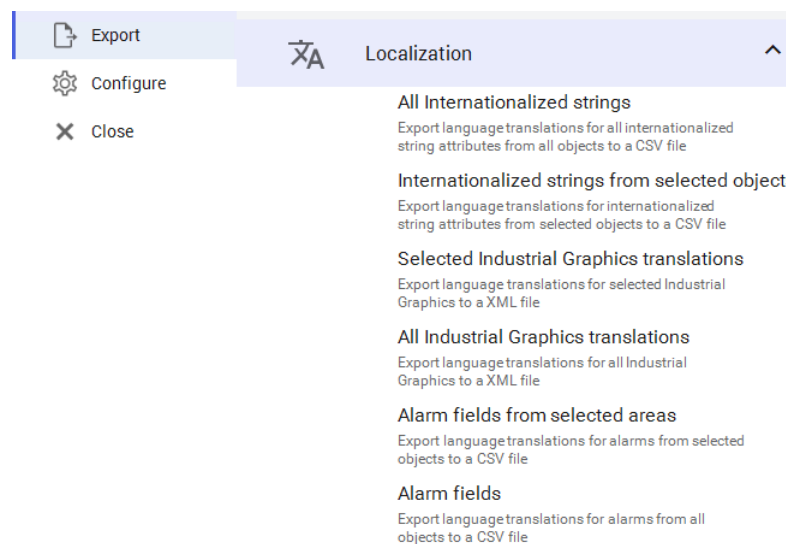 Export
Configure
Close
Localization
All Internationalized strings
Export language translations for all internationalized
string attributes from all objects to a CSV file
Internationalized strings from selected object
Export language translations for internationalized
string attributes from selected objects to a CSV file
Selected Industrial Graphics translations
Export language translations for selected Industrial
Graphics to a XML file
All Industrial Graphics translations
Export language translations for all Industrial
Graphics to a XML file
Alarm fields from selected areas
Export language translations for alarms from selected
objects to a CSV file
Alarm fields
Export language translations for alarms from all
objects to a CSV file